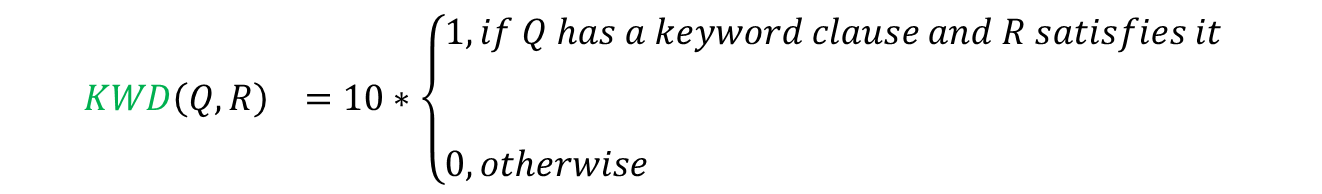 1, if Q has a keyword clause and R satisfies it
KWD(Q, R) = 10 * {
0, otherwise